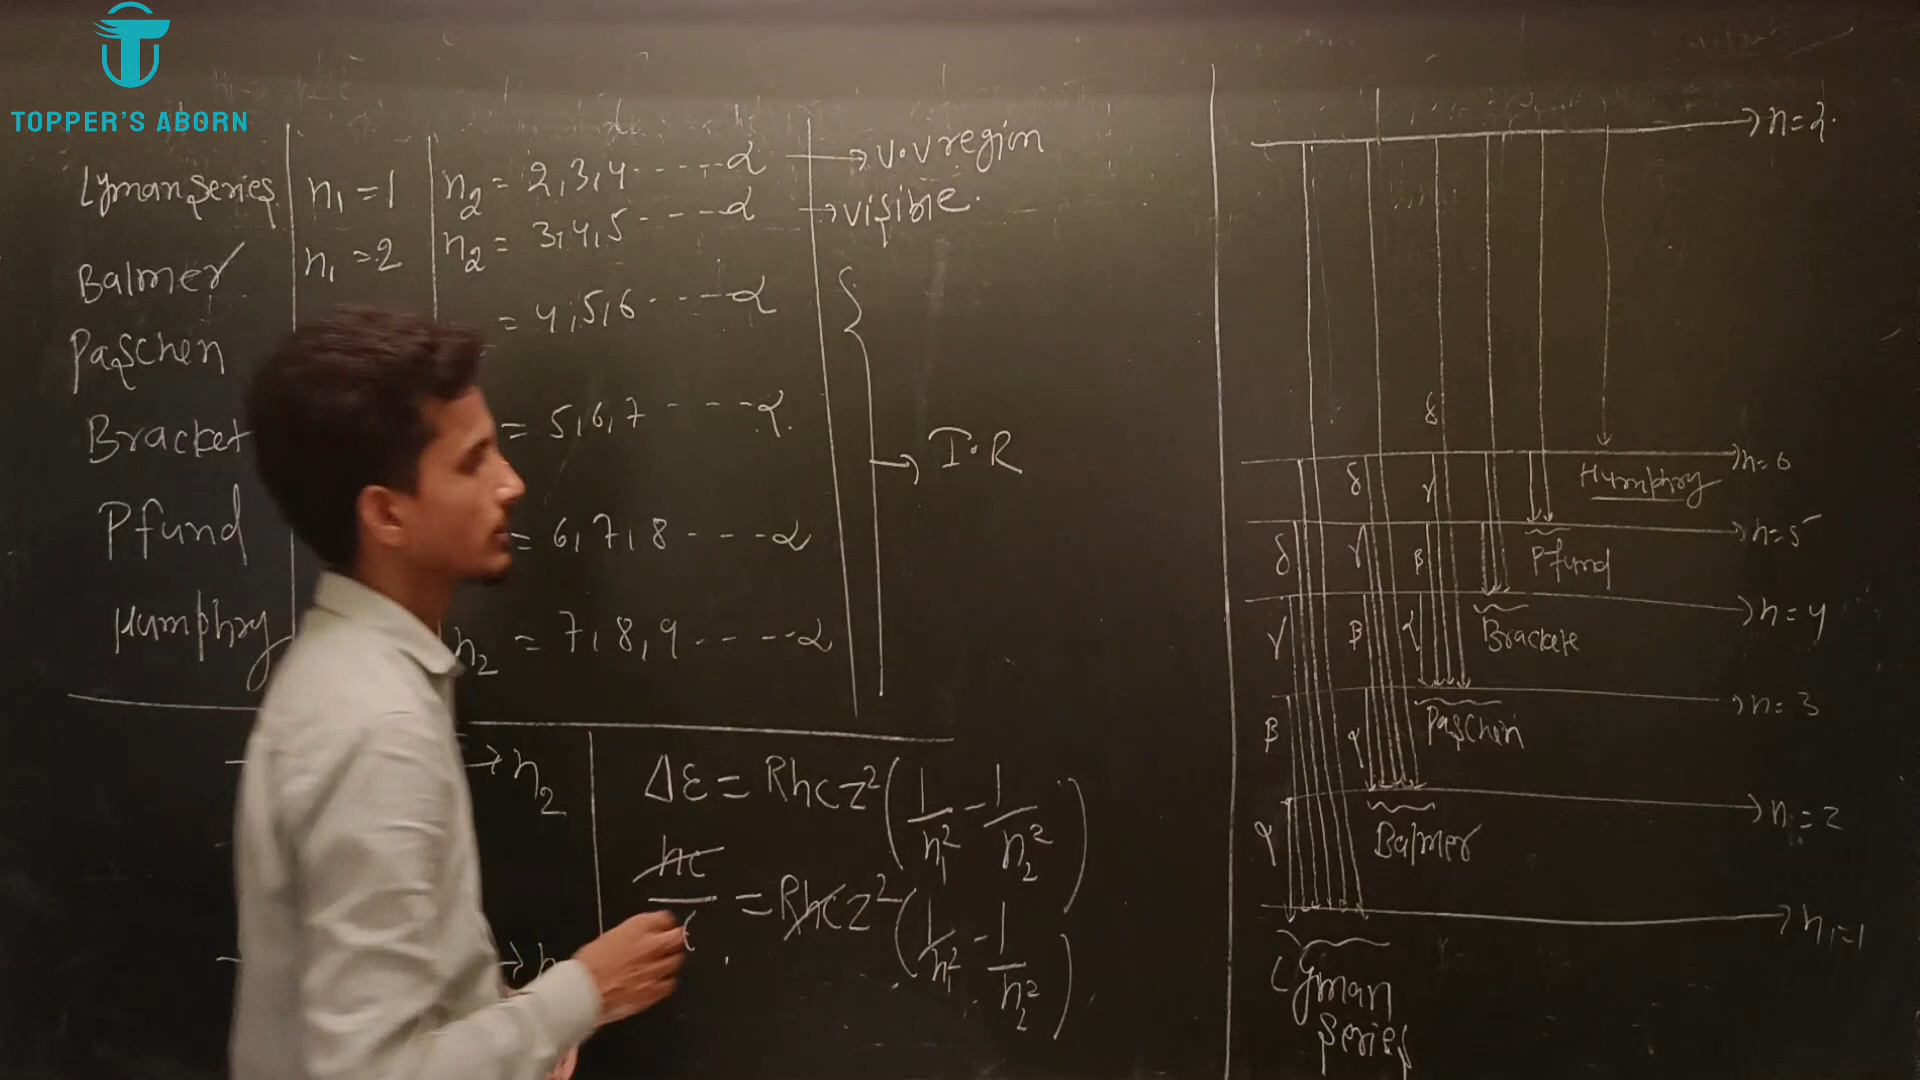 TOPPER'S ABORN
Lyman series n₁ = 1 n₂ = 2,3,4 - - - - α → U.V region
Balmer n₁ = 2 n₂ = 3,4,5 - - - - α → visible.
Paschen = 4,5,6 - - - - α
Bracket = 5,6,7 - - - - α.
Pfund = 6,7,8 - - - - α
Humphry n₂ = 7,8,9 - - - - α
→ I.R
→ n₂
ΔE = Rhcz² (1/n₁² - 1/n₂²)
hc = Rhcz² (1/n₁² - 1/n₂²)
→ n=α.
δ
→ n=6
δ γ Humphry
→ n=5
δ γ β Pfund
→ n=4
γ β α Brackete
→ n=3
β α Paschin
→ n=2
α Balmer
→ n₁=1
Lyman
Series